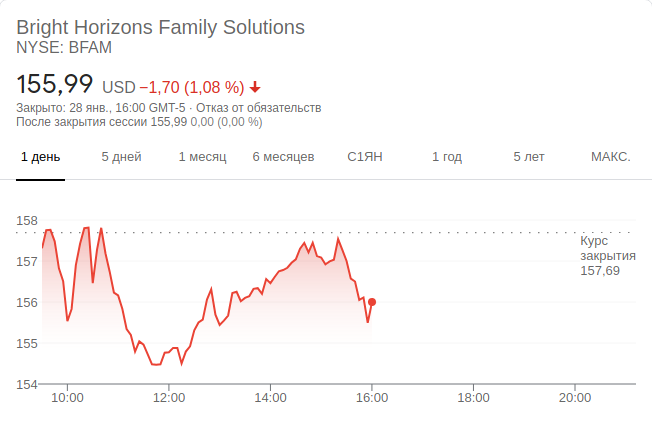 Bright Horizons Family Solutions
NYSE: BFAM
155,99 USD −1,70 (1,08 %)
Закрыто: 28 янв., 16:00 GMT-5 · Отказ от обязательств
После закрытия сессии 155,99 0,00 (0,00 %)
1 день 5 дней 1 месяц 6 месяцев С1ЯН 1 год 5 лет МАКС.
158
157
156
155
154
Курс
закрытия
157,69
10:00 12:00 14:00 16:00 18:00 20:00